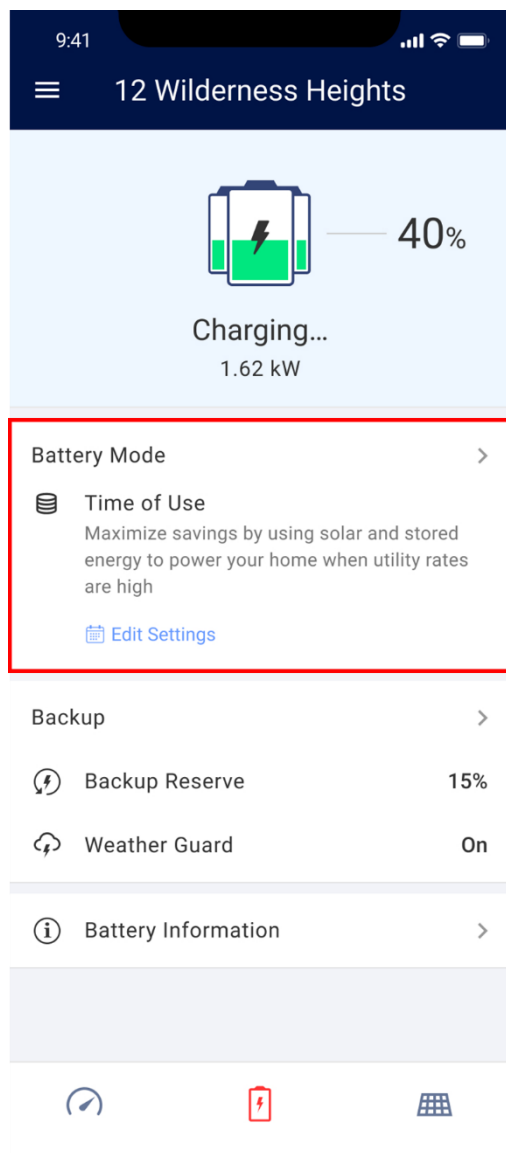 9:41
12 Wilderness Heights
40%
Charging...
1.62 kW
Battery Mode
Time of Use
Maximize savings by using solar and stored
energy to power your home when utility rates
are high
Edit Settings
Backup
Backup Reserve 15%
Weather Guard On
Battery Information